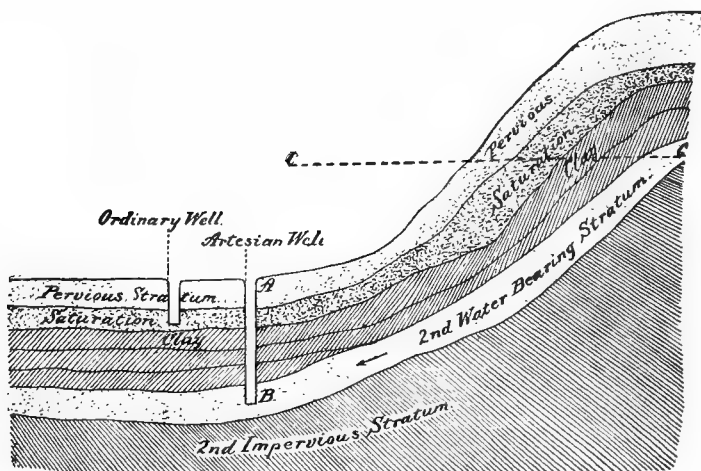 Pervious
Saturation
Clay
C
C
Ordinary Well.
Artesian Well
A
Pervious Stratum.
Saturation
Clay
2nd Water Bearing Stratum.
B
2nd Impervious Stratum